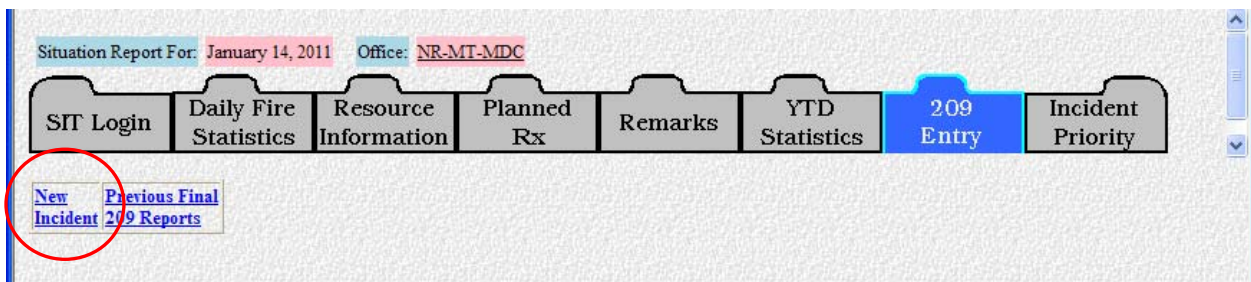 Situation Report For: January 14, 2011 Office: NR-MT-MDC
SIT Login
Daily Fire
Statistics
Resource
Information
Planned
Rx
Remarks
YTD
Statistics
209
Entry
Incident
Priority
New
Incident
Previous Final
209 Reports